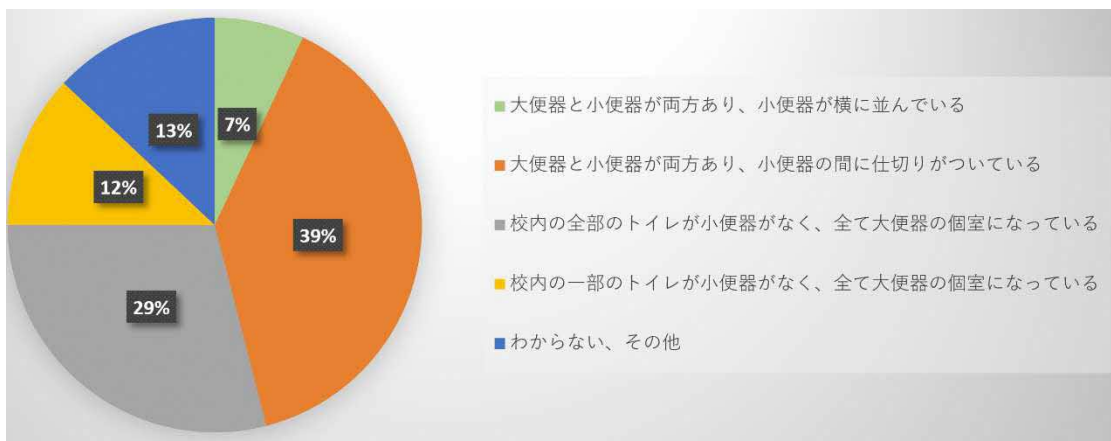 7%
39%
29%
12%
13%
大便器と小便器が両方あり、小便器が横に並んでいる
大便器と小便器が両方あり、小便器の間に仕切りがついている
校内の全部のトイレが小便器がなく、全て大便器の個室になっている
校内の一部のトイレが小便器がなく、全て大便器の個室になっている
わからない、その他